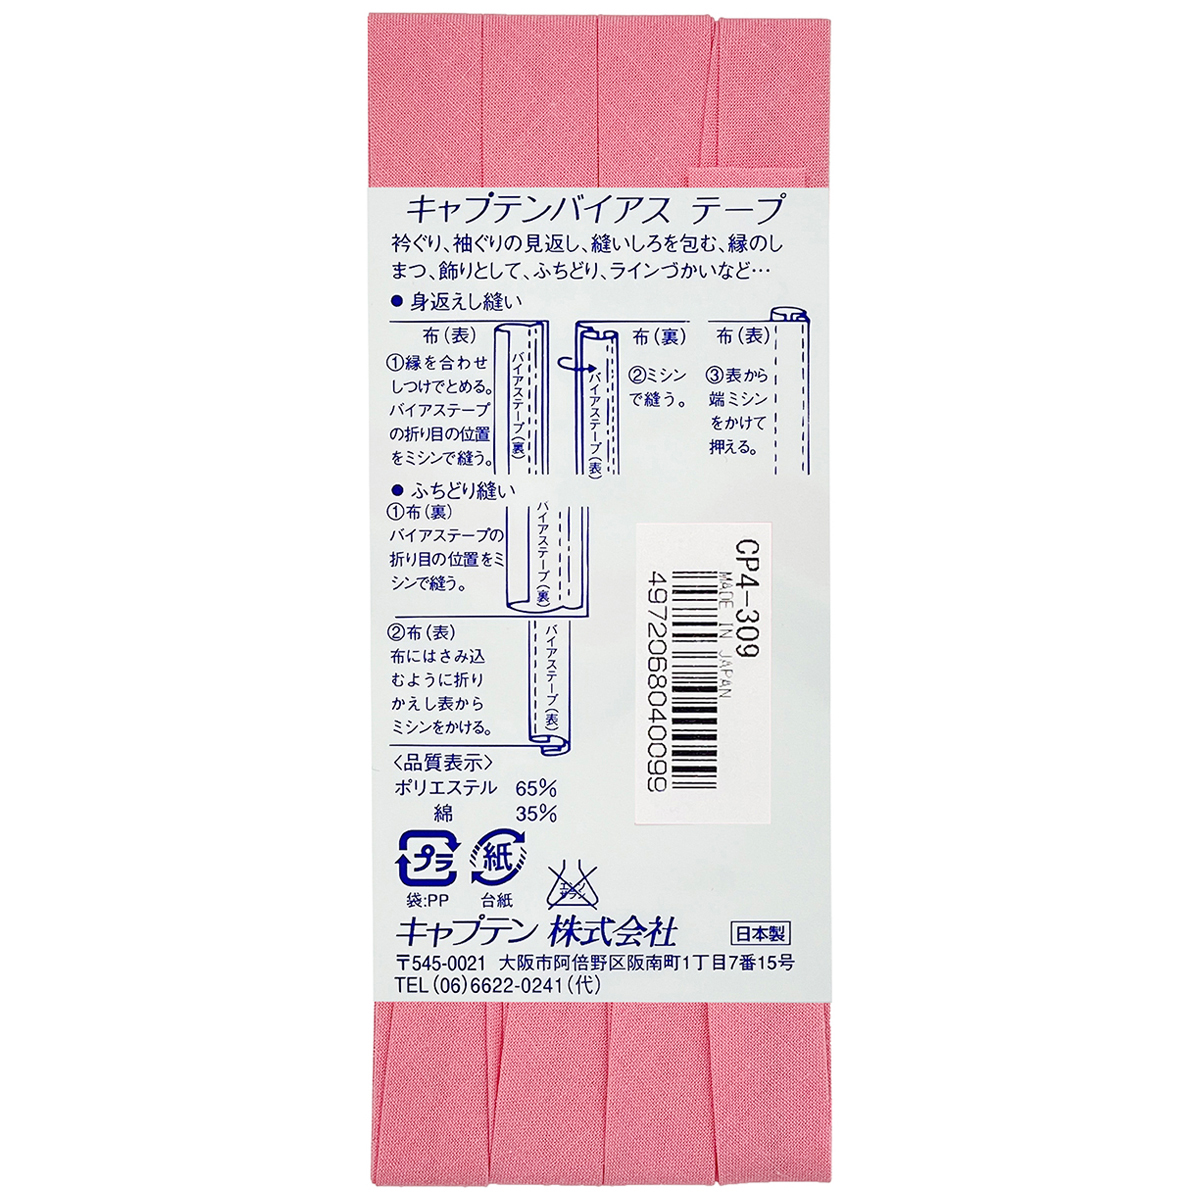 キャプテンバイアス テープ
衿ぐり、袖ぐりの見返し、縫いしろを包む、縁のし
まつ、飾りとして、ふちどり、ラインづかいなど…
● 身返えし縫い
布(表)
①縁を合わせ
しつけでとめる。
バイアステープ
の折り目の位置
をミシンで縫う。
バイアステープ(裏)
バイアステープ(表)
布(裏)
②ミシン
で縫う。
布(表)
③表から
端ミシン
をかけて
押える。
● ふちどり縫い
①布(裏)
バイアステープの
折り目の位置をミ
シンで縫う。
バイアステープ(裏)
②布(表)
布にはさみ込
むように折り
かえし表から
ミシンをかける。
バイアステープ(表)
〈品質表示〉
ポリエステル 65%
綿 35%
プラ
袋:PP
紙
台紙
エンソ
サラシ
キャプテン 株式会社
日本製
〒545-0021 大阪市阿倍野区阪南町1丁目7番15号
TEL(06)6622-0241(代)
CP4-309
MADE IN JAPAN
4972068040099